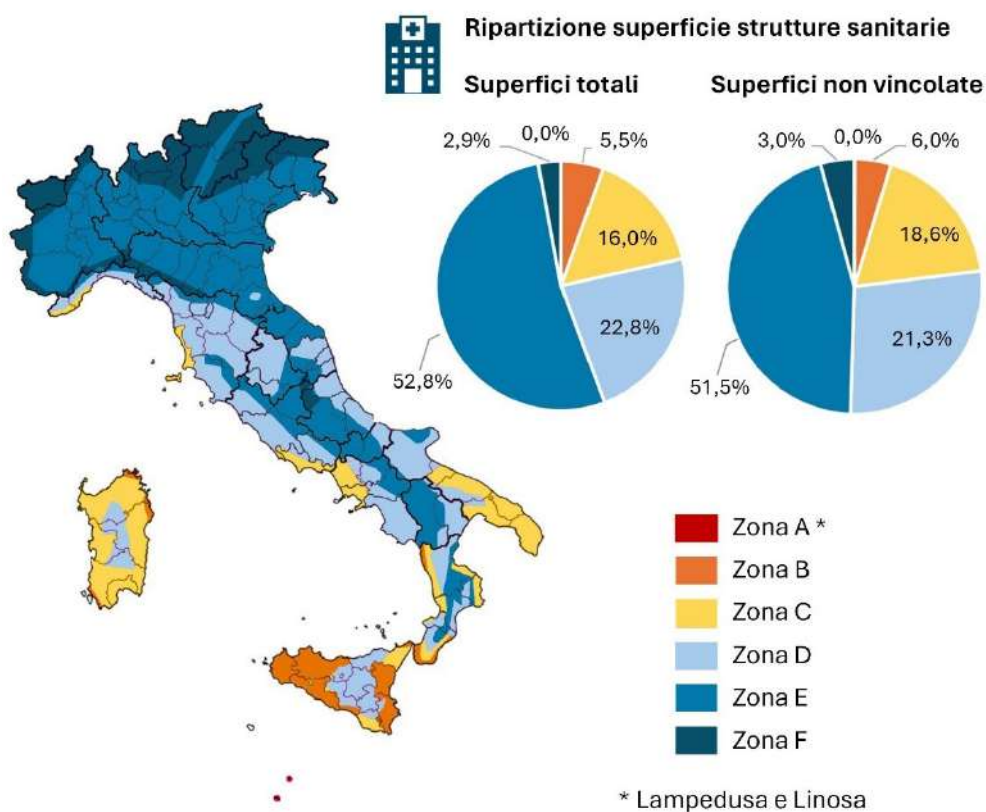 Ripartizione superficie strutture sanitarie
Superfici totali
Superfici non vincolate
2,9%
0,0%
5,5%
16,0%
22,8%
52,8%
3,0%
0,0%
6,0%
18,6%
21,3%
51,5%
Zona A *
Zona B
Zona C
Zona D
Zona E
Zona F
* Lampedusa e Linosa